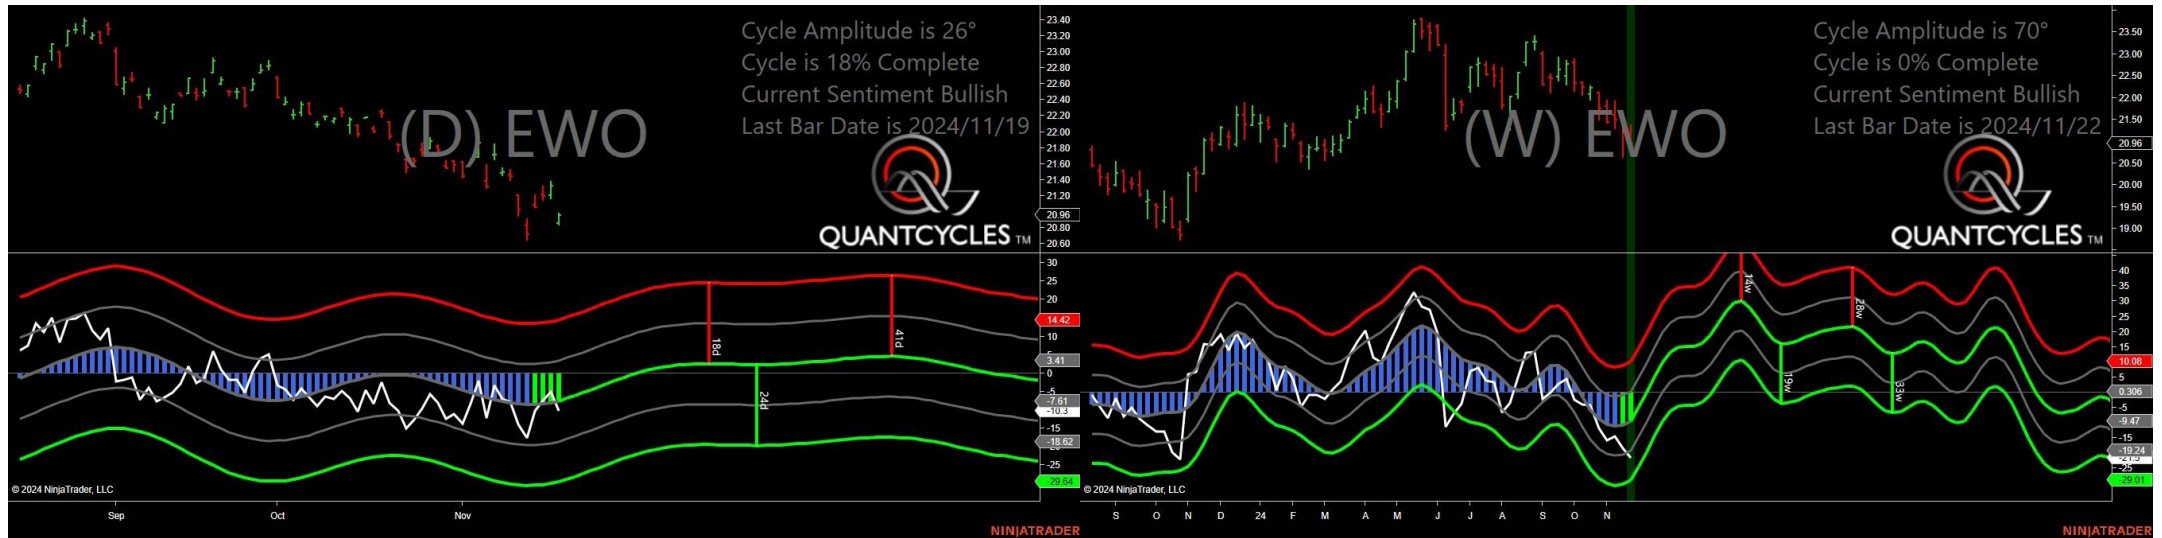 Cycle Amplitude is 26°
Cycle is 18% Complete
Current Sentiment Bullish
Last Bar Date is 2024/11/19
(D) EWO
QUANTCYCLES TM
23.40
23.20
23.00
22.80
22.60
22.40
22.20
22.00
21.80
21.60
21.40
21.20
20.96
20.80
20.60
30
25
20
14.42
10
3.41
0
-5
-7.61
-10.3
-15
-18.62
-25
-29.64
18d
24d
41d
© 2024 NinjaTrader, LLC
Sep Oct Nov
NINJATRADER
Cycle Amplitude is 70°
Cycle is 0% Complete
Current Sentiment Bullish
Last Bar Date is 2024/11/22
(W) EWO
QUANTCYCLES TM
23.50
23.00
22.50
22.00
21.50
20.96
20.50
20.00
19.50
19.00
40
35
30
25
20
15
10.08
5
0.306
-5
-9.47
-15
-19.24
-25
-29.01
14w
19w
28w
33w
© 2024 NinjaTrader, LLC
S O N D 24 F M A M J J A S O N
NINJATRADER